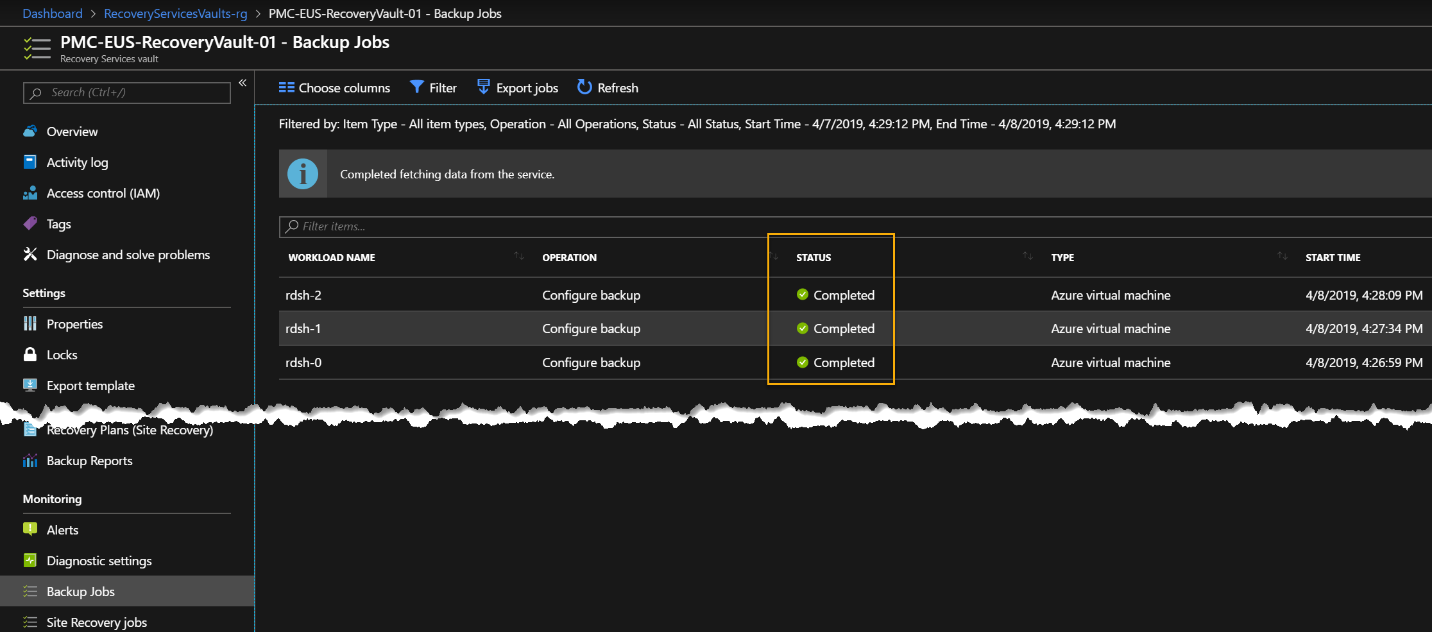 Dashboard > RecoveryServicesVaults-rg > PMC-EUS-RecoveryVault-01 - Backup Jobs
PMC-EUS-RecoveryVault-01 - Backup Jobs
Recovery Services vault
Search (Ctrl+/)
«
Overview
Activity log
Access control (IAM)
Tags
Diagnose and solve problems
Settings
Properties
Locks
Export template
Recovery Plans (Site Recovery)
Backup Reports
Monitoring
Alerts
Diagnostic settings
Backup Jobs
Site Recovery jobs
Choose columns Filter Export jobs Refresh
Filtered by: Item Type - All item types, Operation - All Operations, Status - All Status, Start Time - 4/7/2019, 4:29:12 PM, End Time - 4/8/2019, 4:29:12 PM
Completed fetching data from the service.
Filter items...
WORKLOAD NAME OPERATION STATUS TYPE START TIME
rdsh-2 Configure backup Completed Azure virtual machine 4/8/2019, 4:28:09 PM
rdsh-1 Configure backup Completed Azure virtual machine 4/8/2019, 4:27:34 PM
rdsh-0 Configure backup Completed Azure virtual machine 4/8/2019, 4:26:59 PM